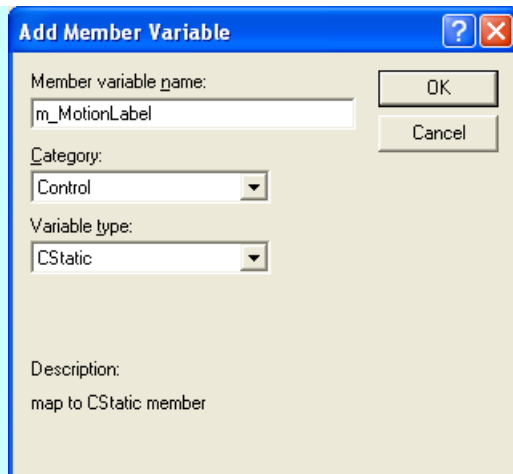 Add Member Variable
Member variable name:
OK
m_MotionLabel
Cancel
Category:
Control
Variable type:
CStatic
Description:
map to CStatic member